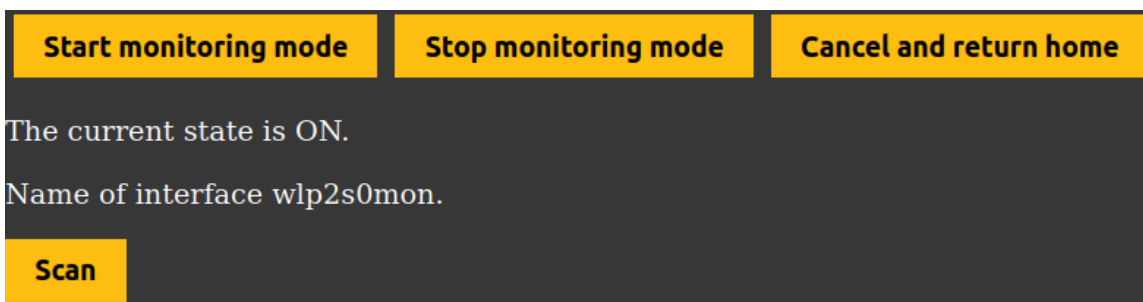 Start monitoring mode Stop monitoring mode Cancel and return home
The current state is ON.
Name of interface wlp2s0mon.
Scan